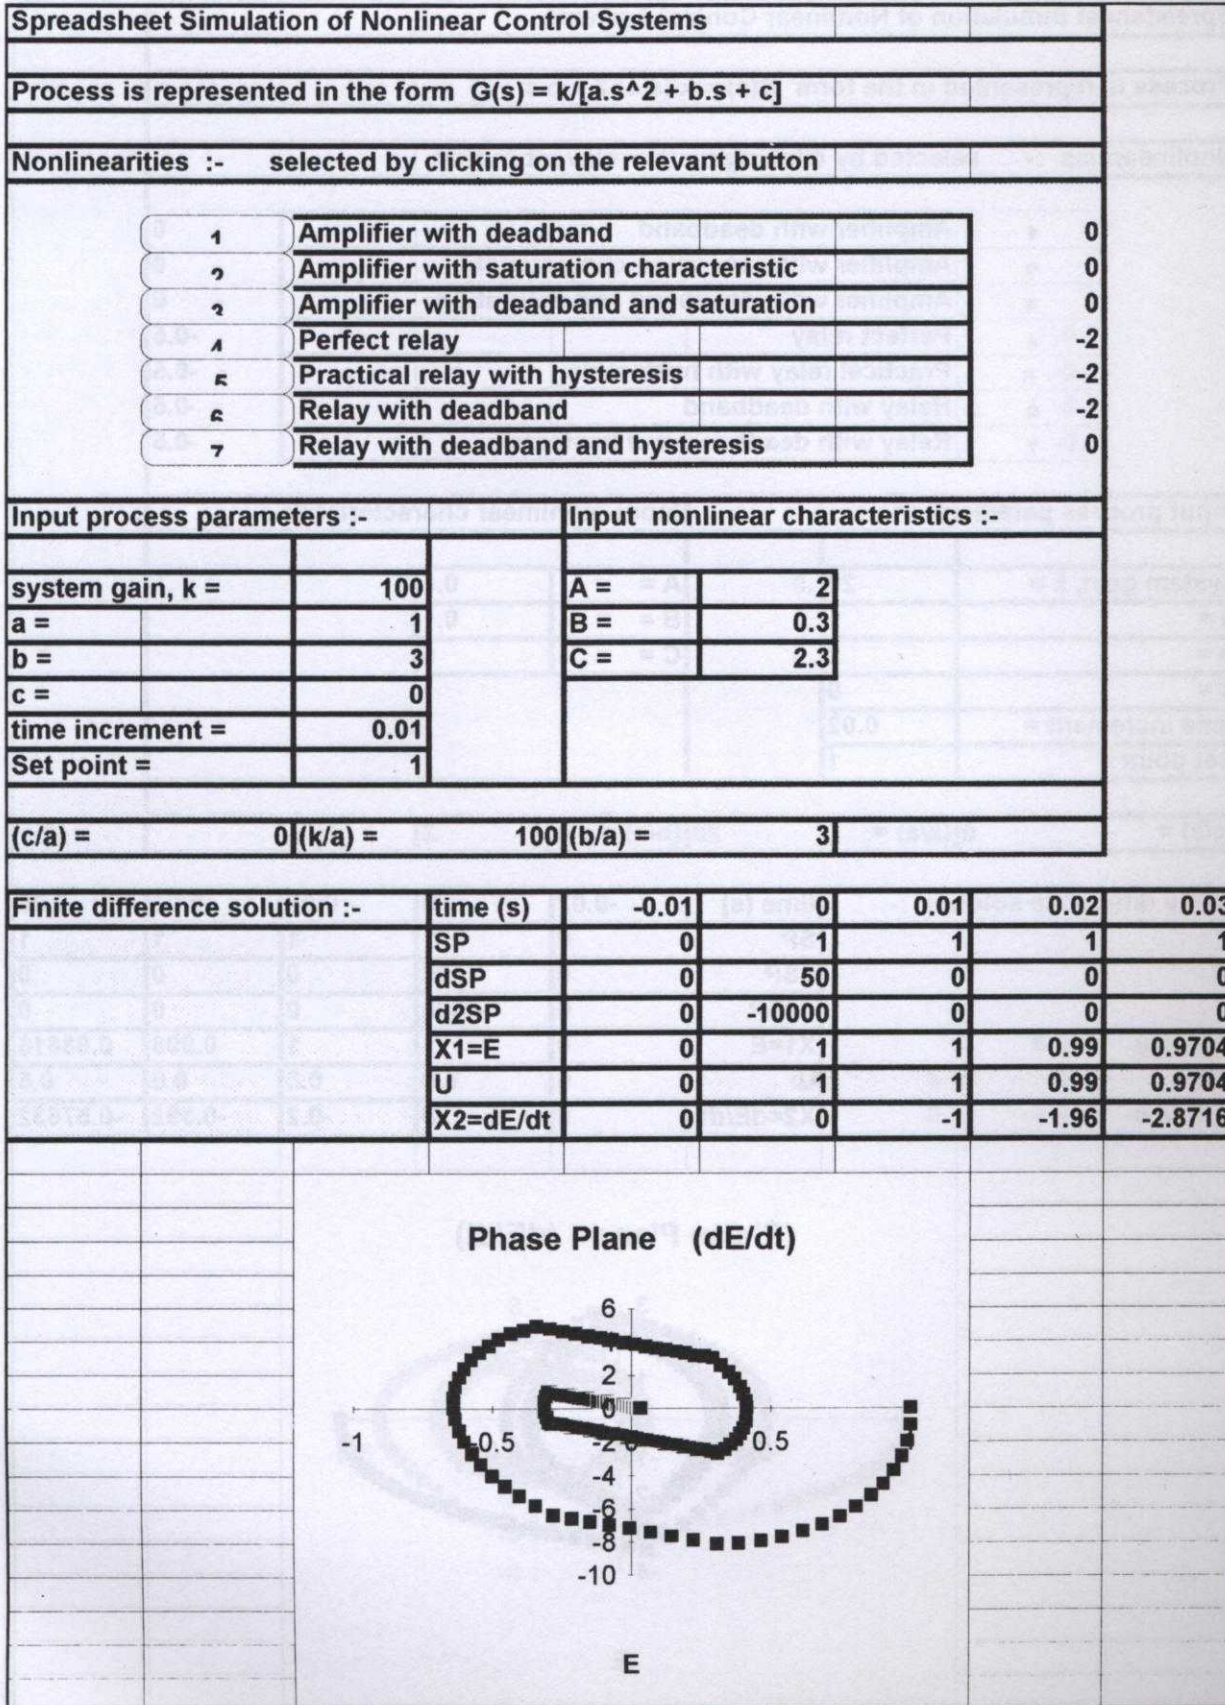 Spreadsheet Simulation of Nonlinear Control Systems
Process is represented in the form G(s) = k/[a.s^2 + b.s + c]
Nonlinearities :- selected by clicking on the relevant button
1 Amplifier with deadband 0
2 Amplifier with saturation characteristic 0
3 Amplifier with deadband and saturation 0
4 Perfect relay -2
5 Practical relay with hysteresis -2
6 Relay with deadband -2
7 Relay with deadband and hysteresis 0
Input process parameters :- Input nonlinear characteristics :-
system gain, k = 100 A = 2
a = 1 B = 0.3
b = 3 C = 2.3
c = 0
time increment = 0.01
Set point = 1
(c/a) = 0 (k/a) = 100 (b/a) = 3
Finite difference solution :- time (s) -0.01 0 0.01 0.02 0.03
SP 0 1 1 1 1
dSP 0 50 0 0 0
d2SP 0 -10000 0 0 0
X1=E 0 1 1 0.99 0.9704
U 0 1 1 0.99 0.9704
X2=dE/dt 0 0 -1 -1.96 -2.8716
Phase Plane (dE/dt)
6
2
0
-1 -0.5 -2 0.5
-4
-6
-8
-10
E